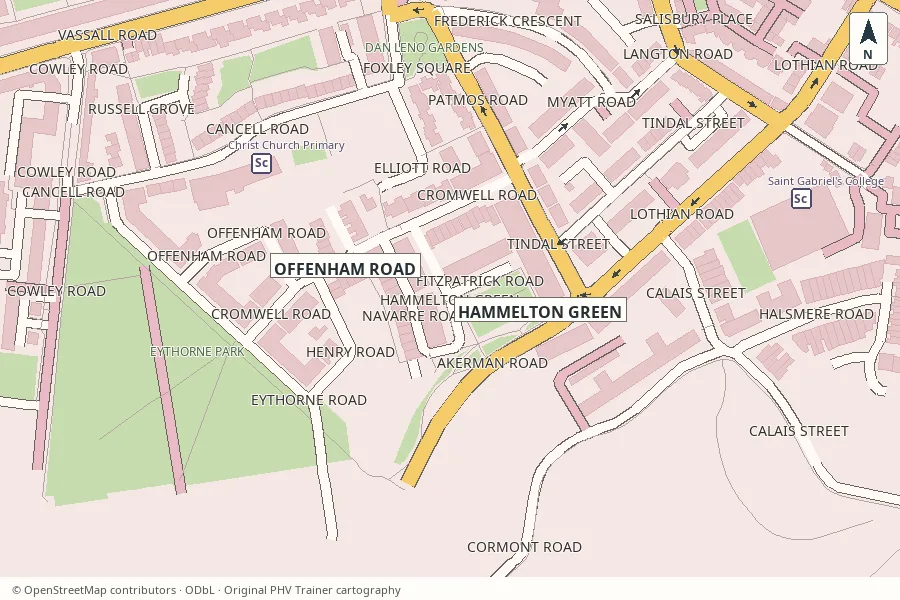 VASSALL ROAD
FREDERICK CRESCENT
SALISBURY PLACE
DAN LENO GARDENS
LANGTON ROAD
N
COWLEY ROAD
FOXLEY SQUARE
LOTHIAN ROAD
RUSSELL GROVE
PATMOS ROAD
MYATT ROAD
CANCELL ROAD
TINDAL STREET
Christ Church Primary
Sc
COWLEY ROAD
ELLIOTT ROAD
Saint Gabriel's College
Sc
CANCELL ROAD
CROMWELL ROAD
LOTHIAN ROAD
OFFENHAM ROAD
TINDAL STREET
OFFENHAM ROAD
OFFENHAM ROAD
FITZPATRICK ROAD
COWLEY ROAD
CALAIS STREET
HAMMELTON GREEN
CROMWELL ROAD
NAVARRE ROAD
HAMMELTON GREEN
HALSMERE ROAD
EYTHORNE PARK
HENRY ROAD
AKERMAN ROAD
EYTHORNE ROAD
CALAIS STREET
CORMONT ROAD
© OpenStreetMap contributors · ODbL · Original PHV Trainer cartography